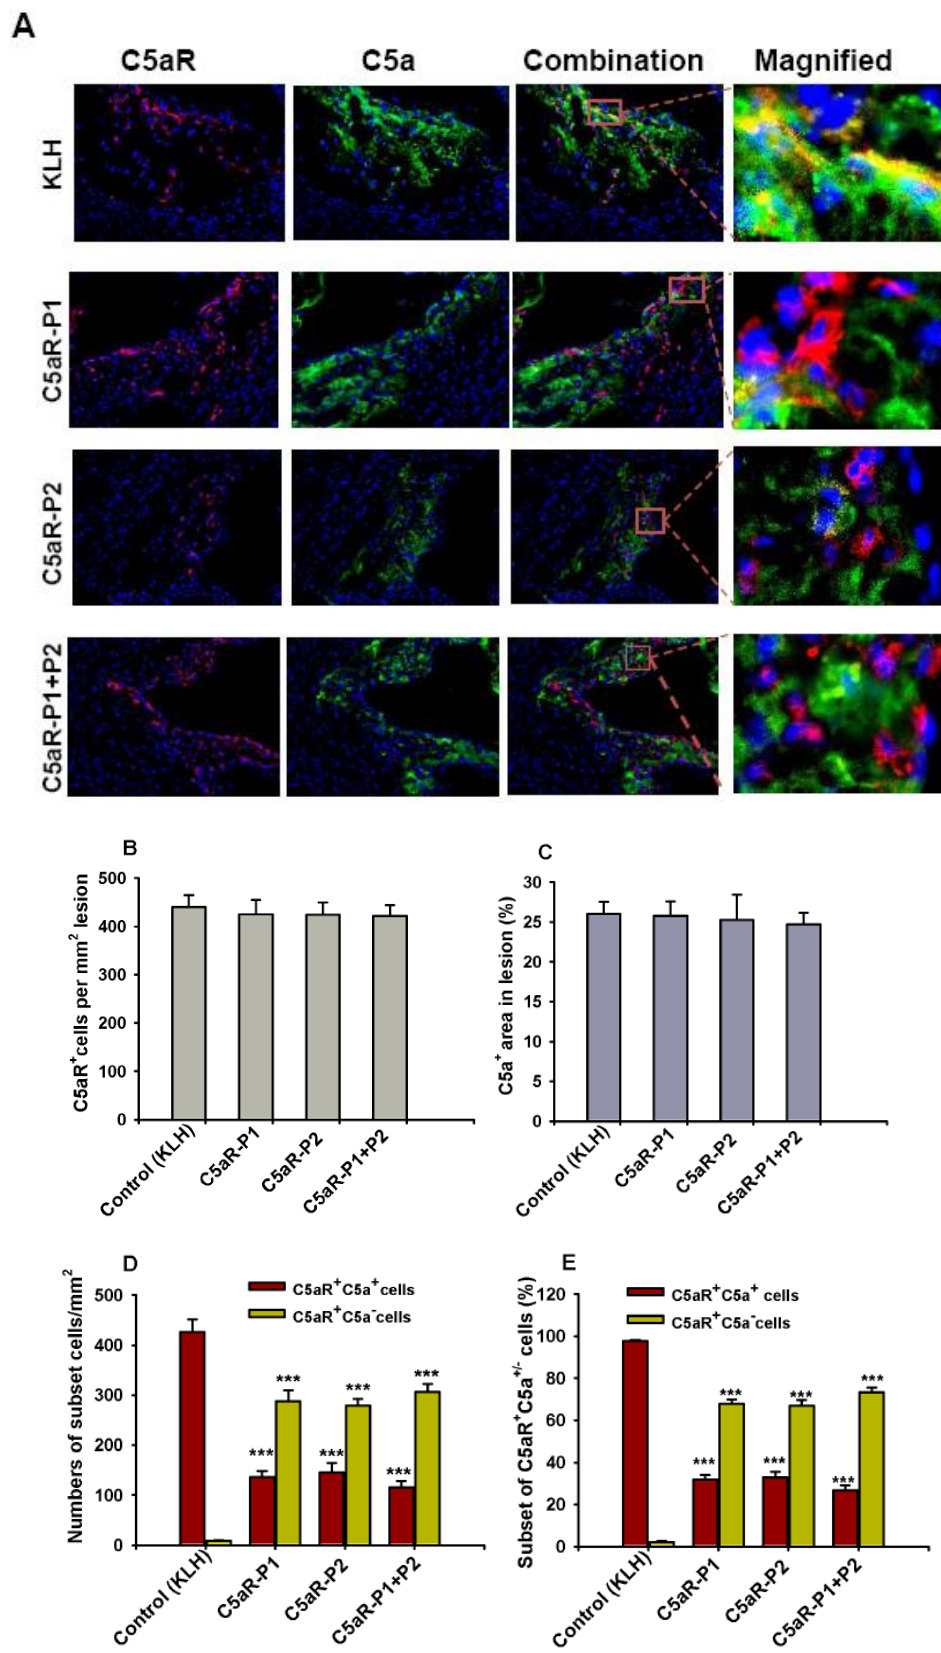 A
C5aR C5a Combination Magnified
KLH
C5aR-P1
C5aR-P2
C5aR-P1+P2
B
C5aR⁺cells per mm² lesion
500
400
300
200
100
0
Control (KLH) C5aR-P1 C5aR-P2 C5aR-P1+P2
C
C5a⁺ area in lesion (%)
30
25
20
15
10
5
0
Control (KLH) C5aR-P1 C5aR-P2 C5aR-P1+P2
D
Numbers of subset cells/mm²
C5aR⁺C5a⁺cells
C5aR⁺C5a⁻cells
500
400
300
200
100
0
*** *** *** *** *** ***
Control (KLH) C5aR-P1 C5aR-P2 C5aR-P1+P2
E
Subset of C5aR⁺C5a⁺/⁻ cells (%)
C5aR⁺C5a⁺ cells
C5aR⁺C5a⁻cells
120
100
80
60
40
20
0
*** *** *** *** *** ***
Control (KLH) C5aR-P1 C5aR-P2 C5aR-P1+P2